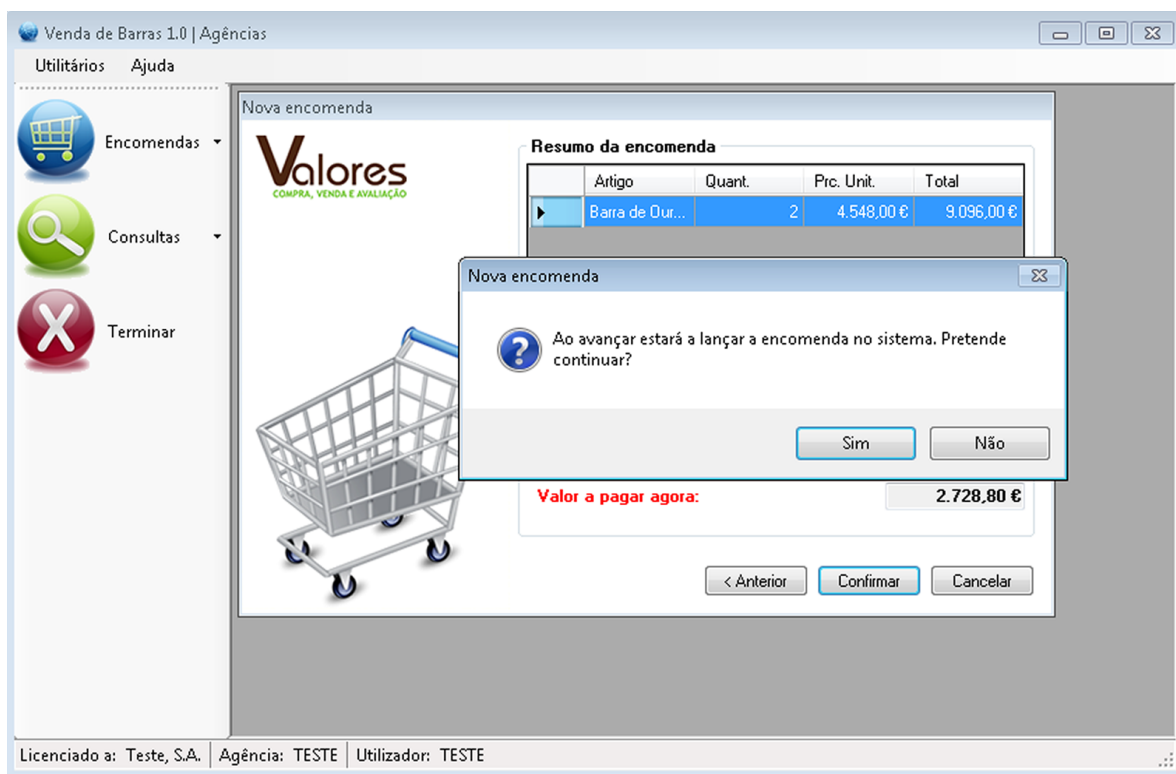 Venda de Barras 1.0 | Agências
Utilitários Ajuda
Encomendas
Consultas
Terminar
Nova encomenda
Valores
COMPRA, VENDA E AVALIAÇÃO
Resumo da encomenda
Artigo Quant. Prc. Unit. Total
Barra de Our... 2 4.548,00 € 9.096,00 €
Nova encomenda
Ao avançar estará a lançar a encomenda no sistema. Pretende
continuar?
Sim Não
Valor a pagar agora: 2.728,80 €
< Anterior Confirmar Cancelar
Licenciado a: Teste, S.A. Agência: TESTE Utilizador: TESTE